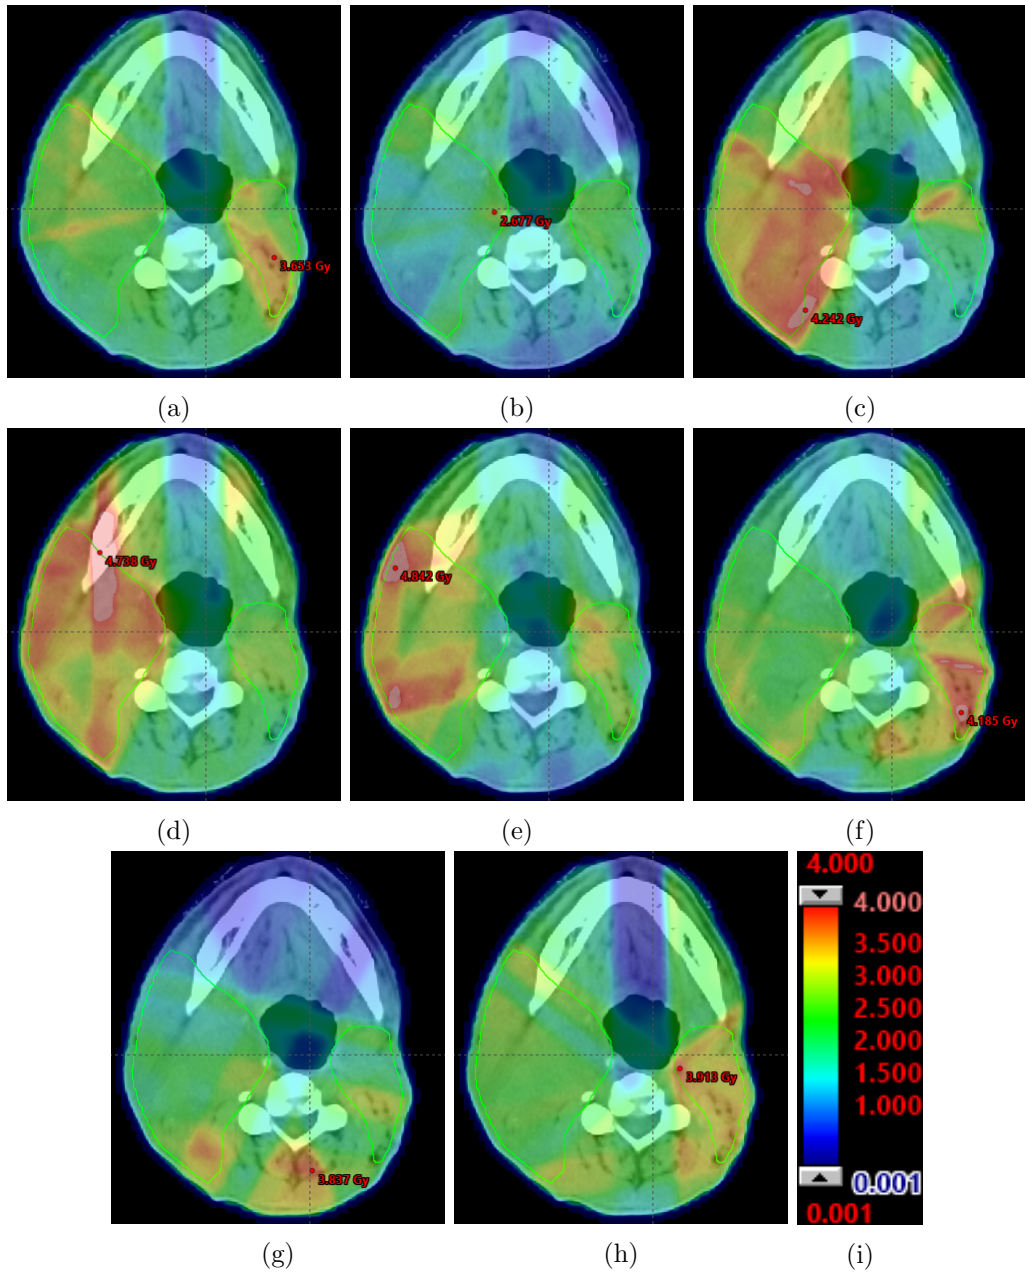 3.653 Gy
2.677 Gy
4.242 Gy
(a)
(b)
(c)
4.738 Gy
4.842 Gy
4.185 Gy
(d)
(e)
(f)
3.837 Gy
3.913 Gy
4.000
4.000
3.500
3.000
2.500
2.000
1.500
1.000
0.001
0.001
(g)
(h)
(i)